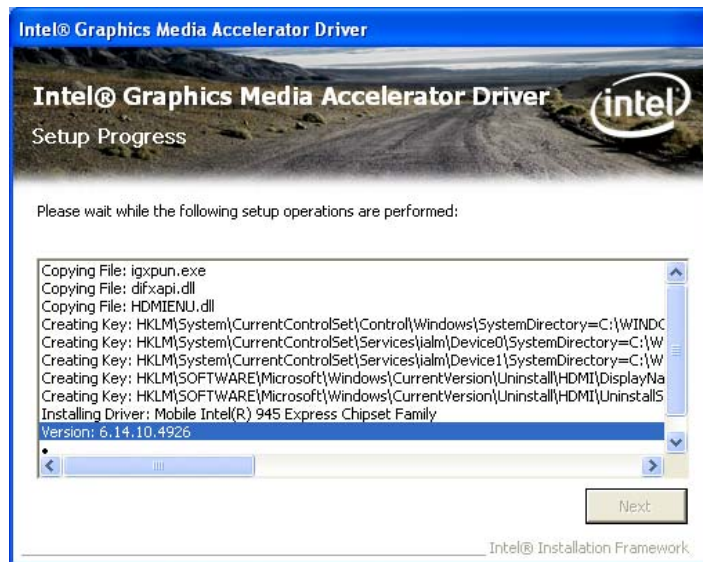 Intel® Graphics Media Accelerator Driver
Intel® Graphics Media Accelerator Driver
intel
Setup Progress
Please wait while the following setup operations are performed:
Copying File: igxpun.exe
Copying File: difxapi.dll
Copying File: HDMIENU.dll
Creating Key: HKLM\System\CurrentControlSet\Control\Windows\SystemDirectory=C:\WINDO
Creating Key: HKLM\System\CurrentControlSet\Services\ialm\Device0\SystemDirectory=C:\W
Creating Key: HKLM\System\CurrentControlSet\Services\ialm\Device1\SystemDirectory=C:\W
Creating Key: HKLM\SOFTWARE\Microsoft\Windows\CurrentVersion\Uninstall\HDMI\DisplayNa
Creating Key: HKLM\SOFTWARE\Microsoft\Windows\CurrentVersion\Uninstall\HDMI\UninstallS
Installing Driver: Mobile Intel(R) 945 Express Chipset Family
Version: 6.14.10.4926
Next
Intel® Installation Framework